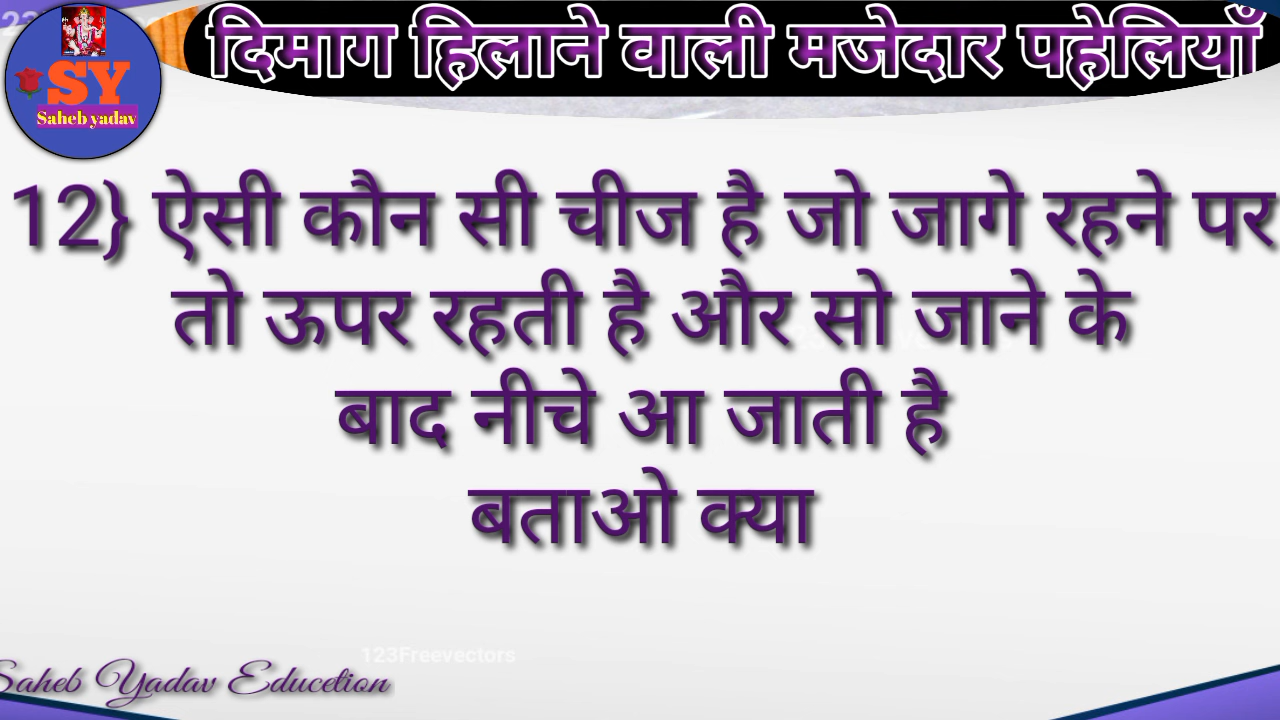 दिमाग हिलाने वाली मजेदार पहेलियाँ
SY
Saheb yadav
12} ऐसी कौन सी चीज है जो जागे रहने पर
तो ऊपर रहती है और सो जाने के
बाद नीचे आ जाती है
बताओ क्या
123Freevectors
Saheb Yadav Educetion